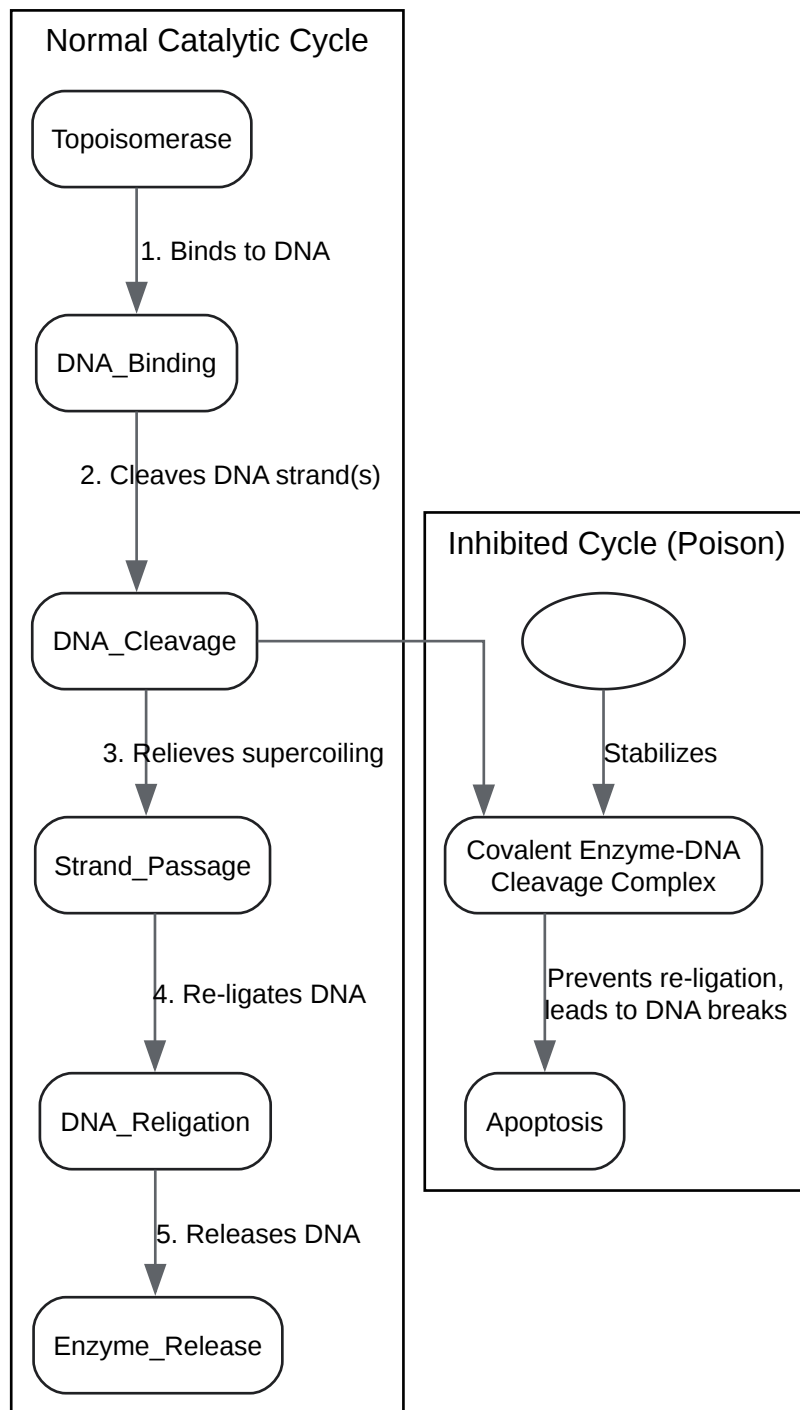 Normal Catalytic Cycle
Topoisomerase
1. Binds to DNA
DNA_Binding
2. Cleaves DNA strand(s)
DNA_Cleavage
3. Relieves supercoiling
Strand_Passage
4. Re-ligates DNA
DNA_Religation
5. Releases DNA
Enzyme_Release
Inhibited Cycle (Poison)
Stabilizes
Covalent Enzyme-DNA
Cleavage Complex
Prevents re-ligation,
leads to DNA breaks
Apoptosis